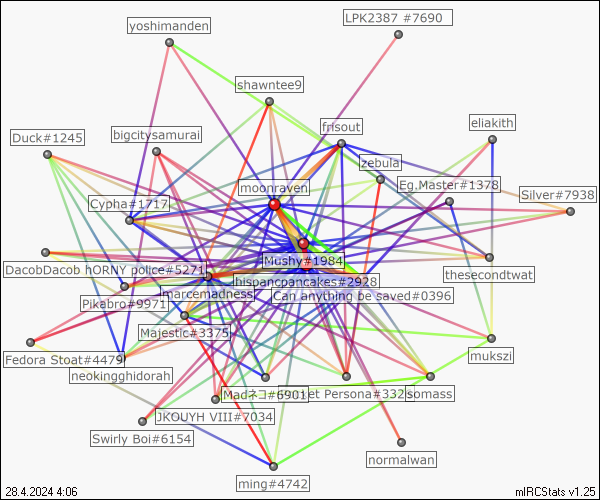 LPK2387 #7690
yoshimanden
shawntee9
frisout
eliakith
Duck#1245
bigcitysamurai
zebula
moonraven
Eg.Master#1378
Silver#7938
Cypha#1717
Mushy#1984
DacobDacob hORNY police#5271
thesecondtwat
hispancpancakes#2928
marcemadness
Can anything be saved#0396
Pikabro#9971
Majestic#3375
Fedora Stoat#4479
mukszi
neokingghidorah
Madネコ#6901
et Persona#332
somass
JKOUYH VIII#7034
Swirly Boi#6154
normalwan
ming#4742
28.4.2024 4:06
mIRCStats v1.25